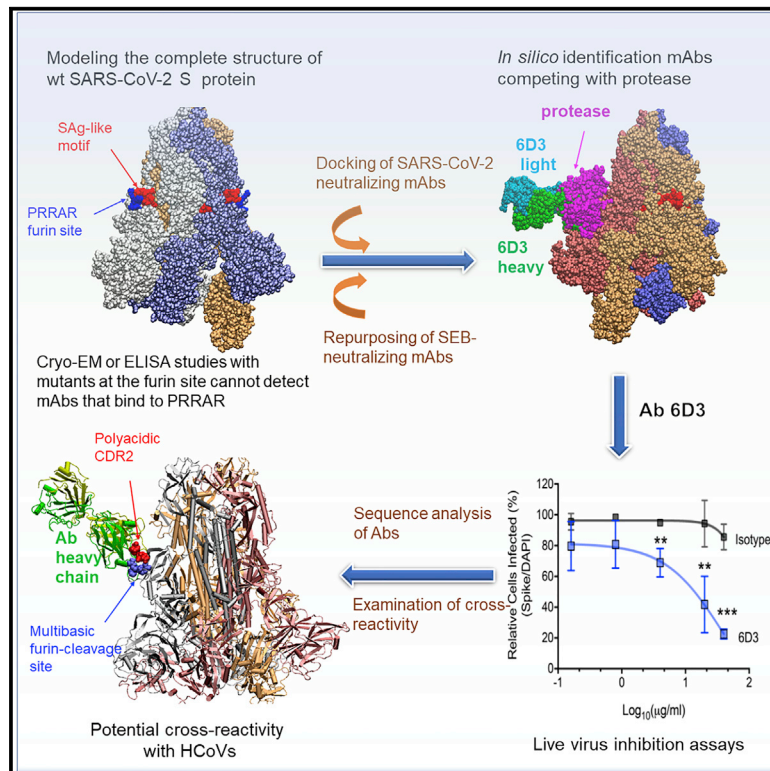 Modeling the complete structure of
wt SARS-CoV-2 S protein
SAg-like
motif
PRRAR
furin site
Cryo-EM or ELISA studies with
mutants at the furin site cannot detect
mAbs that bind to PRRAR
Docking of SARS-CoV-2
neutralizing mAbs
Repurposing of SEB-
neutralizing mAbs
In silico identification mAbs
competing with protease
protease
6D3
light
6D3
heavy
Ab 6D3
Relative Cells Infected (%)
(Spike/DAPI)
120
100
80
60
40
20
0
-1
0
1
2
**
**
***
Isotype
6D3
Log10(µg/ml)
Live virus inhibition assays
Sequence analysis
of Abs
Examination of cross-
reactivity
Polyacidic
CDR2
Ab
heavy
chain
Multibasic
furin-cleavage
site
Potential cross-reactivity
with HCoVs